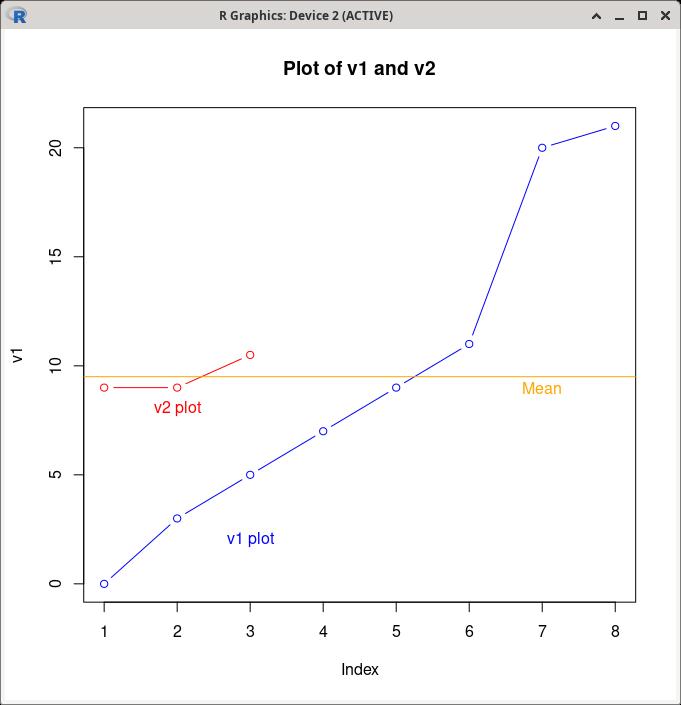 R Graphics: Device 2 (ACTIVE)
Plot of v1 and v2
v1
20
15
10
5
0
v2 plot
Mean
v1 plot
1 2 3 4 5 6 7 8
Index